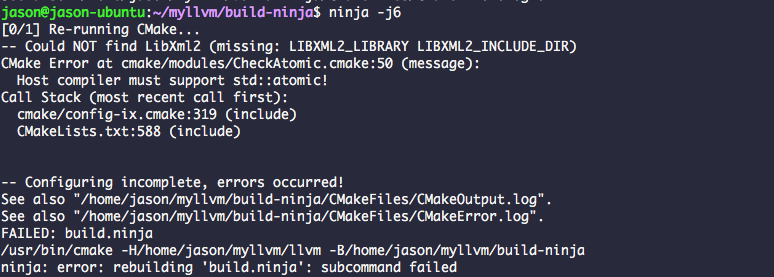 jason@jason-ubuntu:~/myllvm/build-ninja$ ninja -j6
[0/1] Re-running CMake...
-- Could NOT find LibXml2 (missing: LIBXML2_LIBRARY LIBXML2_INCLUDE_DIR)
CMake Error at cmake/modules/CheckAtomic.cmake:50 (message):
  Host compiler must support std::atomic!
Call Stack (most recent call first):
  cmake/config-ix.cmake:319 (include)
  CMakeLists.txt:588 (include)
-- Configuring incomplete, errors occurred!
See also "/home/jason/myllvm/build-ninja/CMakeFiles/CMakeOutput.log".
See also "/home/jason/myllvm/build-ninja/CMakeFiles/CMakeError.log".
FAILED: build.ninja
/usr/bin/cmake -H/home/jason/myllvm/llvm -B/home/jason/myllvm/build-ninja
ninja: error: rebuilding 'build.ninja': subcommand failed